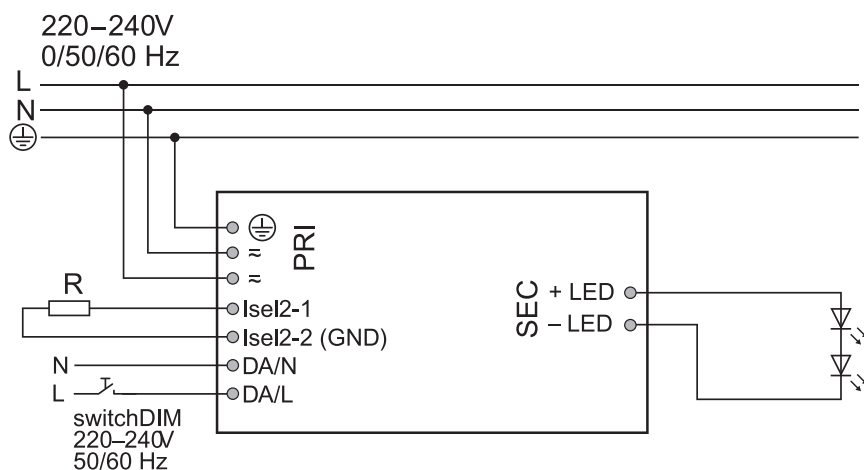 220–240V
0/50/60 Hz
L
N
PRI
≂
≂
R
Isel2-1
Isel2-2 (GND)
N
DA/N
L
DA/L
switchDIM
220–240V
50/60 Hz
SEC
+ LED
– LED